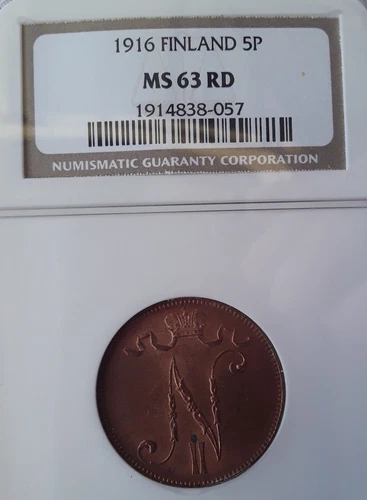 1916 FINLAND 5P
MS 63 RD
1914838-057
NUMISMATIC GUARANTY CORPORATION
N
II